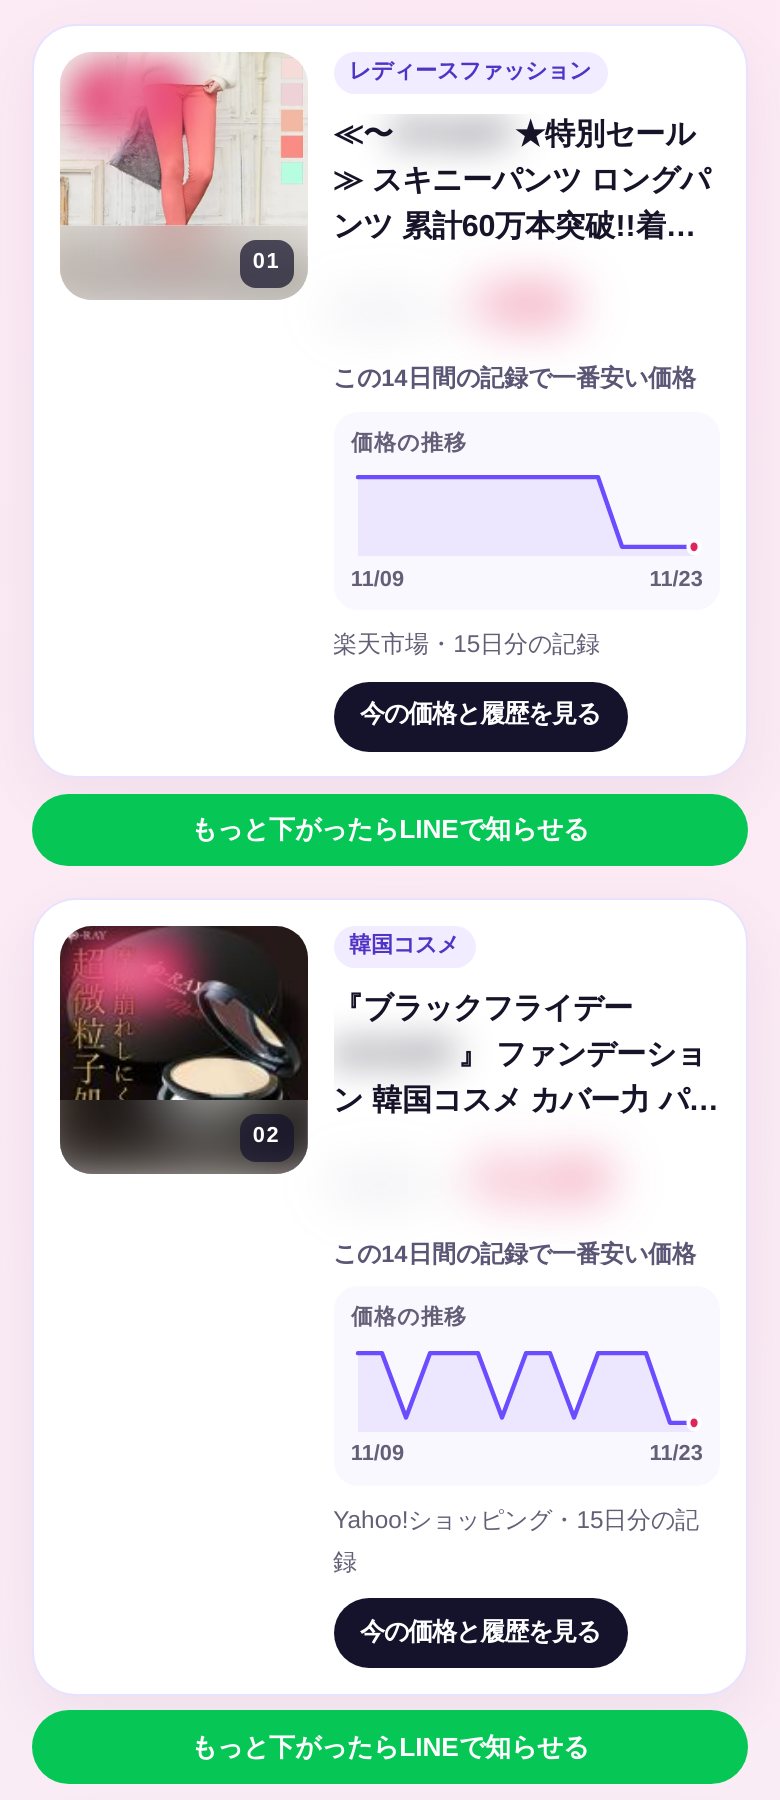 レディースファッション
≪〜 ★特別セール
≫ スキニーパンツ ロングパ
ンツ 累計60万本突破!!着…
01
この14日間の記録で一番安い価格
価格の推移
11/09 11/23
楽天市場・15日分の記録
今の価格と履歴を見る
もっと下がったらLINEで知らせる
韓国コスメ
『ブラックフライデー
』 ファンデーショ
ン 韓国コスメ カバー力 パ…
-RAY
超微粒子
崩れしにく
02
この14日間の記録で一番安い価格
価格の推移
11/09 11/23
Yahoo!ショッピング・15日分の記
録
今の価格と履歴を見る
もっと下がったらLINEで知らせる